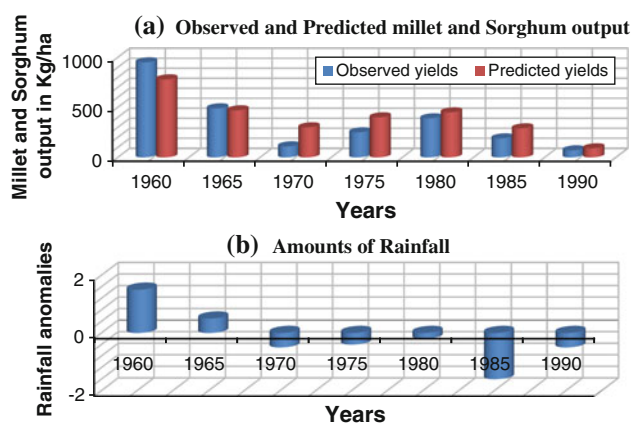 (a) Observed and Predicted millet and Sorghum output
Millet and Sorghum
output in Kg/ha
1000
500
0
Observed yields
Predicted yields
1960 1965 1970 1975 1980 1985 1990
Years
(b) Amounts of Rainfall
Rainfall anomalies
2
0
-2
1960 1965 1970 1975 1980 1985 1990
Years